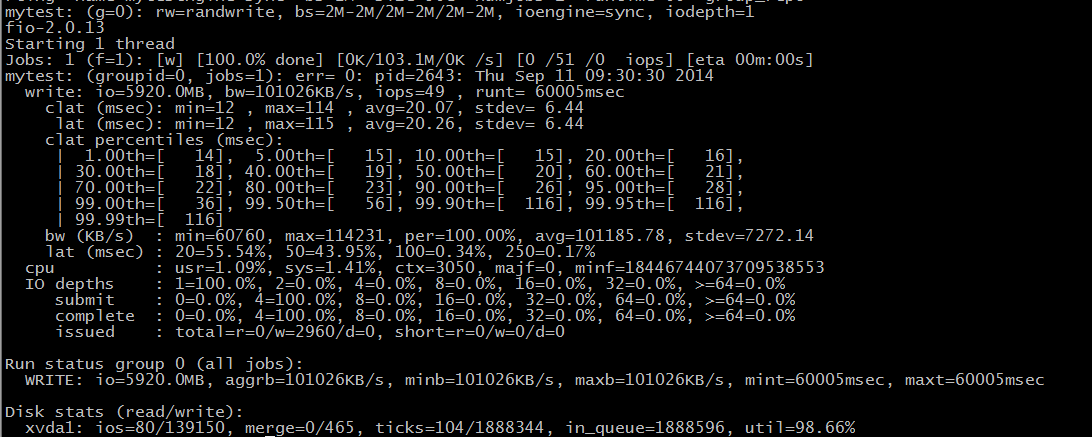 mytest: (g=0): rw=randwrite, bs=2M-2M/2M-2M/2M-2M, ioengine=sync, iodepth=1
fio-2.0.13
Starting 1 thread
Jobs: 1 (f=1): [w] [100.0% done] [0K/103.1M/0K /s] [0 /51 /0  iops] [eta 00m:00s]
mytest: (groupid=0, jobs=1): err= 0: pid=2643: Thu Sep 11 09:30:30 2014
  write: io=5920.0MB, bw=101026KB/s, iops=49 , runt= 60005msec
    clat (msec): min=12 , max=114 , avg=20.07, stdev= 6.44
     lat (msec): min=12 , max=115 , avg=20.26, stdev= 6.44
    clat percentiles (msec):
     |  1.00th=[   14],  5.00th=[   15], 10.00th=[   15], 20.00th=[   16],
     | 30.00th=[   18], 40.00th=[   19], 50.00th=[   20], 60.00th=[   21],
     | 70.00th=[   22], 80.00th=[   23], 90.00th=[   26], 95.00th=[   28],
     | 99.00th=[   36], 99.50th=[   56], 99.90th=[  116], 99.95th=[  116],
     | 99.99th=[  116]
    bw (KB/s)  : min=60760, max=114231, per=100.00%, avg=101185.78, stdev=7272.14
    lat (msec) : 20=55.54%, 50=43.95%, 100=0.34%, 250=0.17%
  cpu          : usr=1.09%, sys=1.41%, ctx=3050, majf=0, minf=18446744073709538553
  IO depths    : 1=100.0%, 2=0.0%, 4=0.0%, 8=0.0%, 16=0.0%, 32=0.0%, >=64=0.0%
     submit    : 0=0.0%, 4=100.0%, 8=0.0%, 16=0.0%, 32=0.0%, 64=0.0%, >=64=0.0%
     complete  : 0=0.0%, 4=100.0%, 8=0.0%, 16=0.0%, 32=0.0%, 64=0.0%, >=64=0.0%
     issued    : total=r=0/w=2960/d=0, short=r=0/w=0/d=0
Run status group 0 (all jobs):
  WRITE: io=5920.0MB, aggrb=101026KB/s, minb=101026KB/s, maxb=101026KB/s, mint=60005msec, maxt=60005msec
Disk stats (read/write):
  xvda1: ios=80/139150, merge=0/465, ticks=104/1888344, in_queue=1888596, util=98.66%